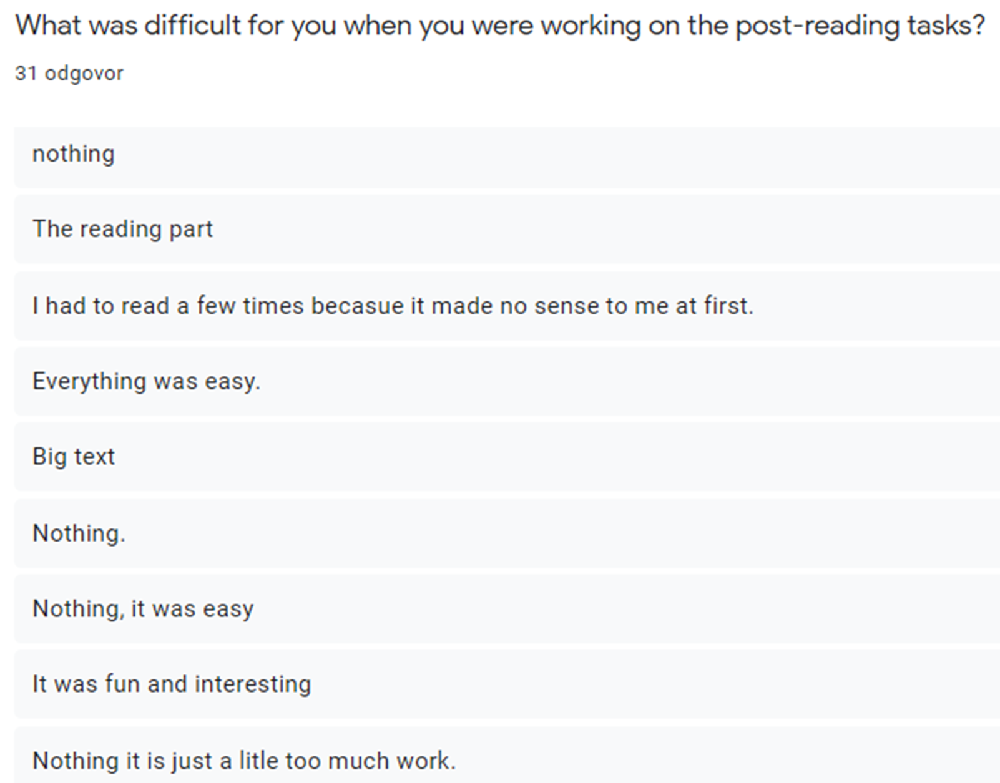 What was difficult for you when you were working on the post-reading tasks?
31 odgovor
nothing
The reading part
I had to read a few times becasue it made no sense to me at first.
Everything was easy.
Big text
Nothing.
Nothing, it was easy
It was fun and interesting
Nothing it is just a litle too much work.